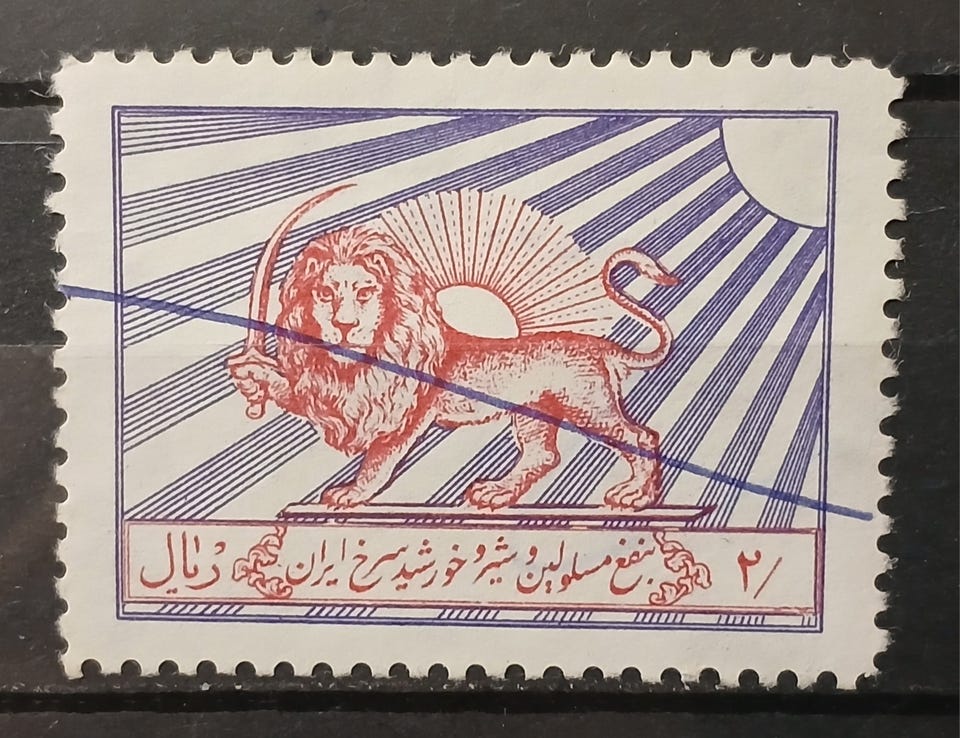 ۲/ بنفع مسلولین و شیر و خورشید سرخ ایران ریال